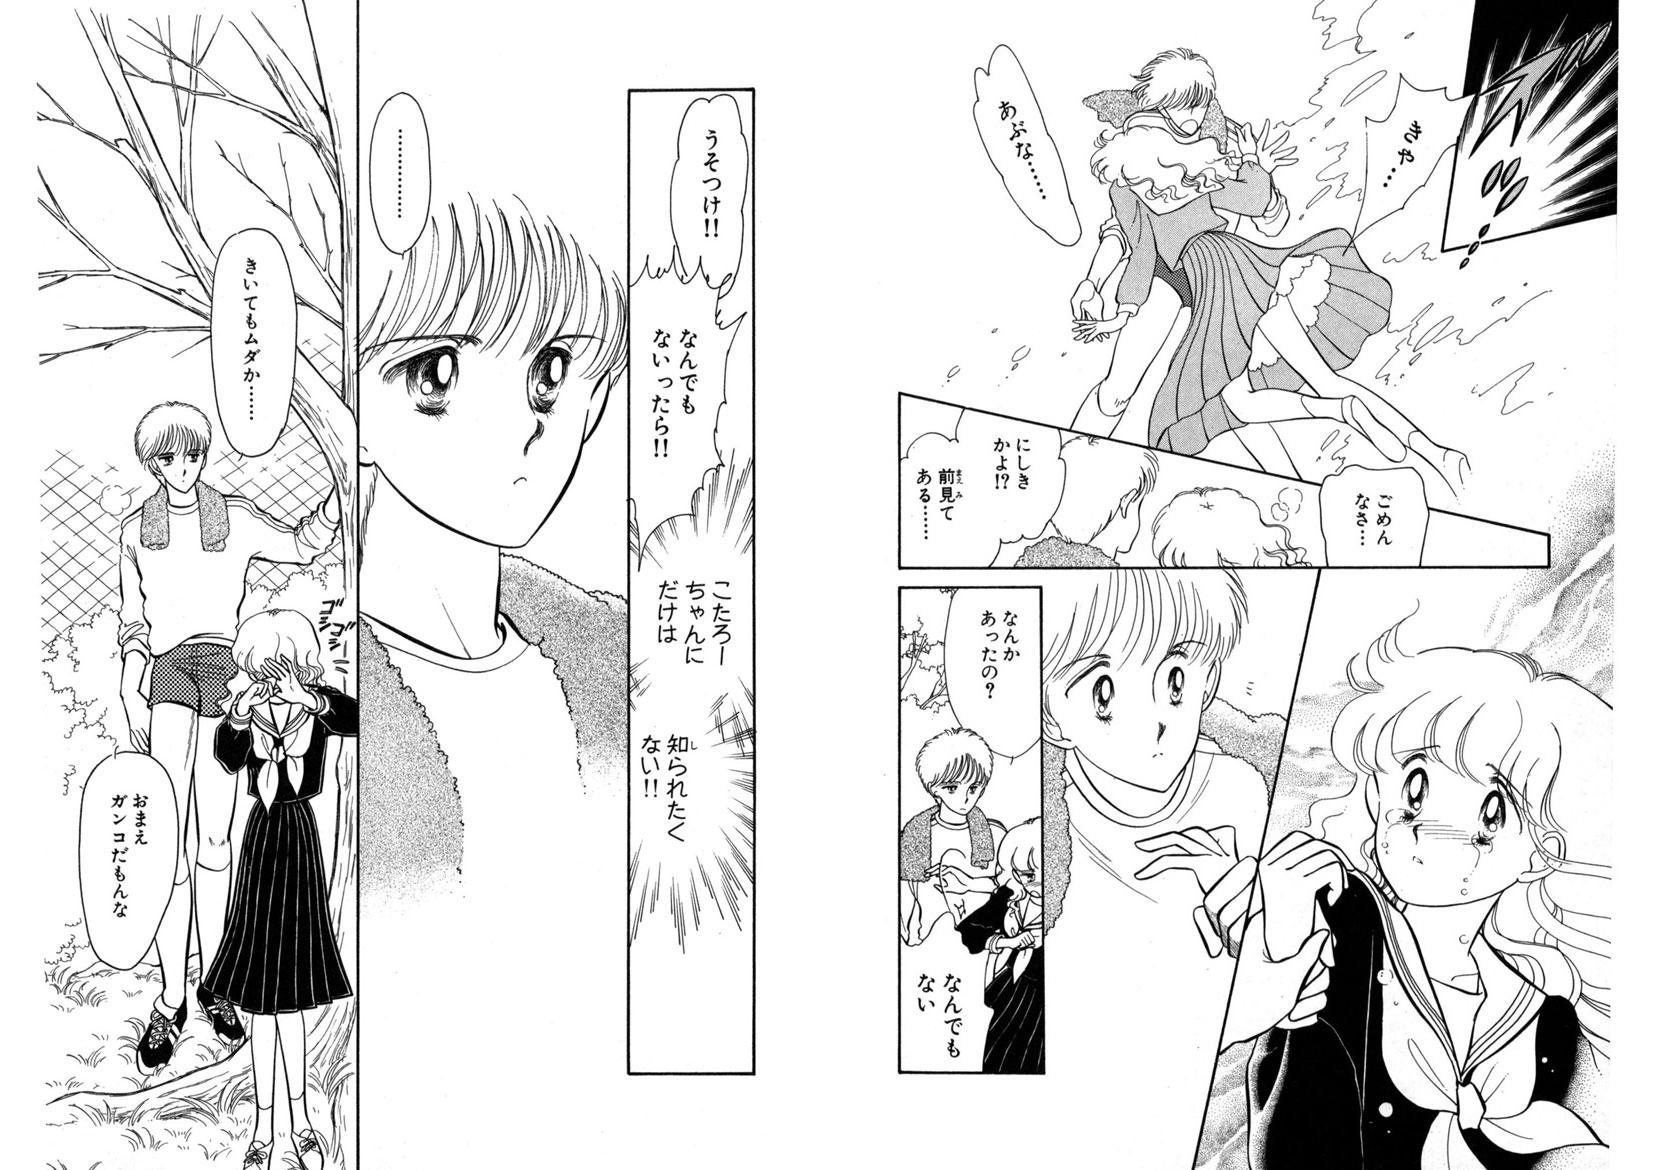 きゃ…
あぶな……
ごめん
なさ…
にしき
かよ!?
前見て
ある……
なんか
あったの?
なんでも
ない
うそつけ!!
なんでも
ないったら!!
こたろー
ちゃんに
だけは
知られたく
ない!!
…………
きいてもムダか……
ゴシゴシ
おまえ
ガンコだもんな